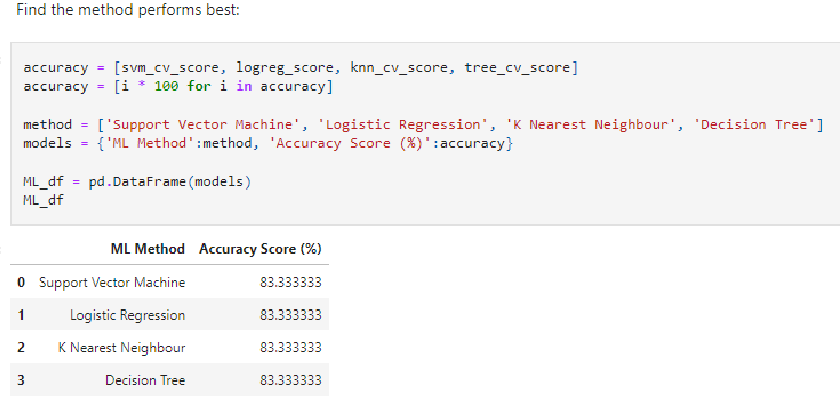 Find the method performs best:
accuracy = [svm_cv_score, logreg_score, knn_cv_score, tree_cv_score]
accuracy = [i * 100 for i in accuracy]
method = ['Support Vector Machine', 'Logistic Regression', 'K Nearest Neighbour', 'Decision Tree']
models = {'ML Method':method, 'Accuracy Score (%)':accuracy}
ML_df = pd.DataFrame(models)
ML_df
ML Method Accuracy Score (%)
0 Support Vector Machine 83.333333
1 Logistic Regression 83.333333
2 K Nearest Neighbour 83.333333
3 Decision Tree 83.333333